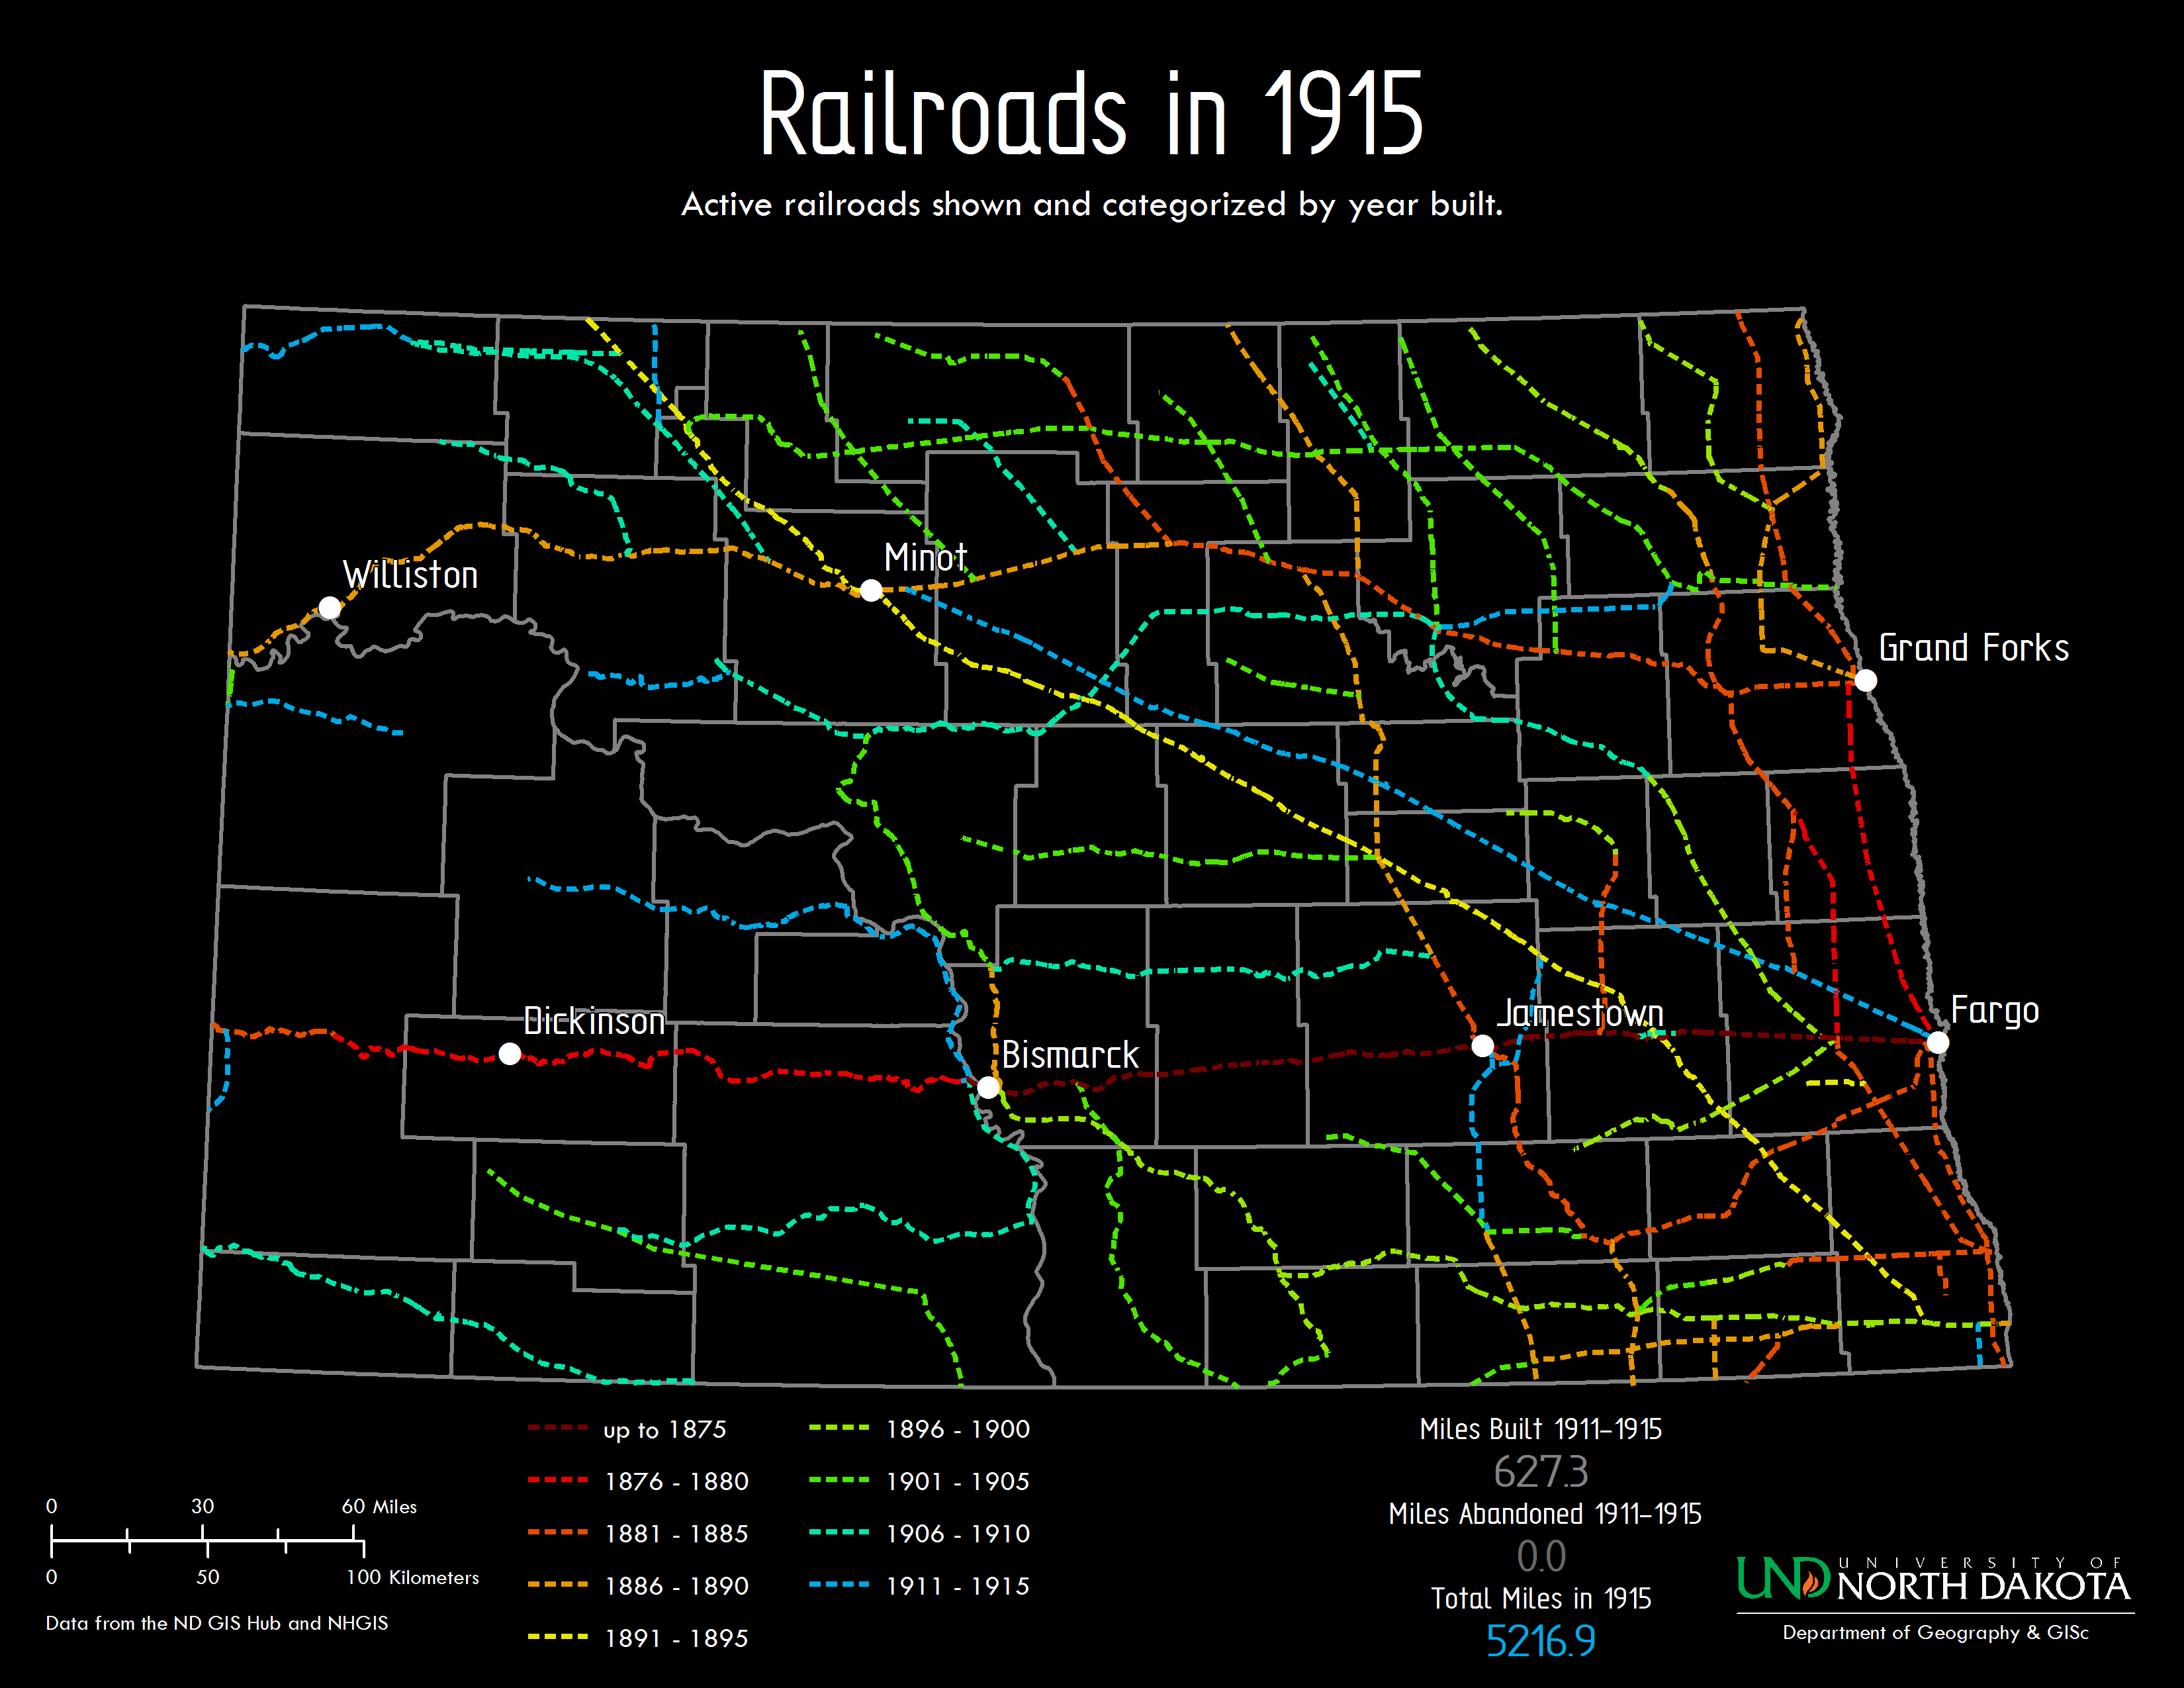 Railroads in 1915
Active railroads shown and categorized by year built.
Minot
Williston
Grand Forks
Dickinson
Jamestown
Fargo
Bismarck
up to 1875
1876 - 1880
1881 - 1885
1886 - 1890
1891 - 1895
1896 - 1900
1901 - 1905
1906 - 1910
1911 - 1915
Miles Built 1911-1915
627.3
Miles Abandoned 1911-1915
0.0
Total Miles in 1915
5216.9
0 30 60 Miles
0 50 100 Kilometers
Data from the ND GIS Hub and NHGIS
UND UNIVERSITY OF
NORTH DAKOTA
Department of Geography & GISc